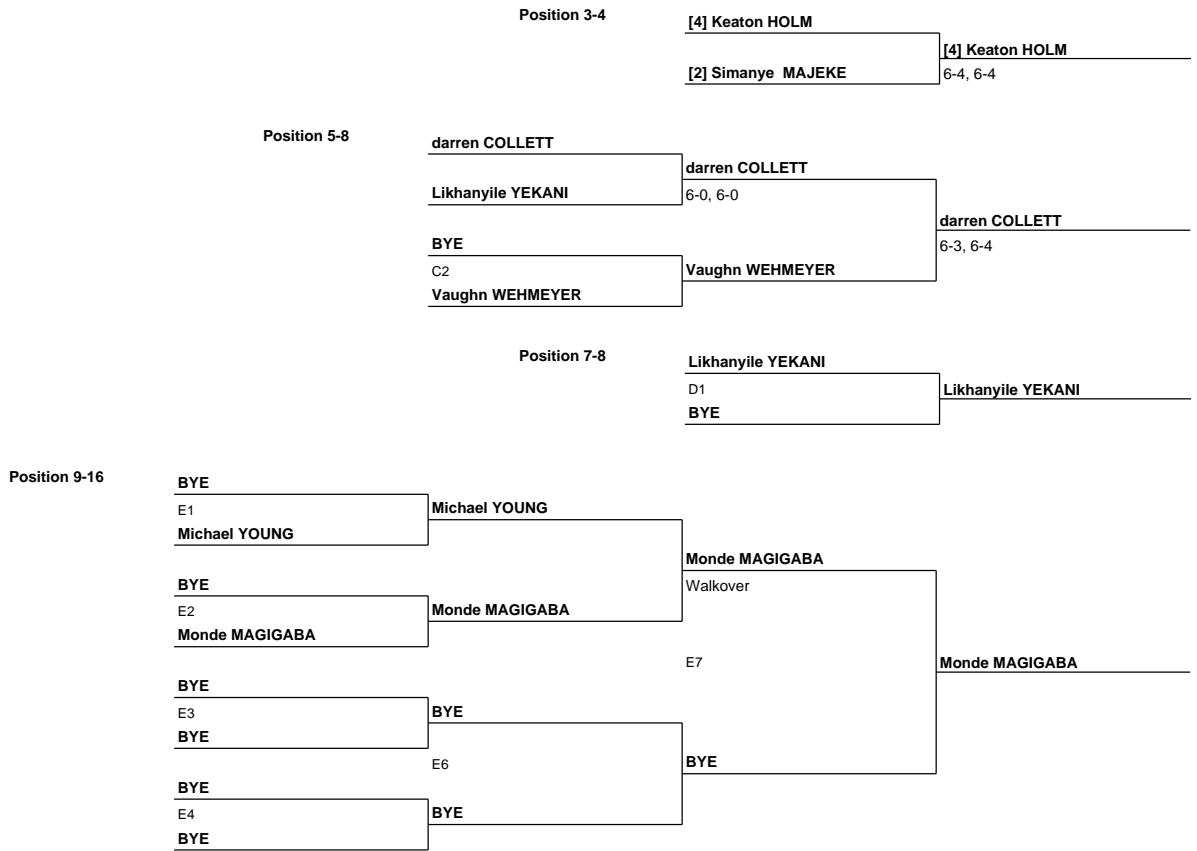 Position 3-4
[4] Keaton HOLM
[4] Keaton HOLM
[2] Simanye MAJEKE
6-4, 6-4
Position 5-8
darren COLLETT
darren COLLETT
Likhanyile YEKANI
6-0, 6-0
darren COLLETT
BYE
6-3, 6-4
C2
Vaughn WEHMEYER
Vaughn WEHMEYER
Position 7-8
Likhanyile YEKANI
D1
Likhanyile YEKANI
BYE
Position 9-16
BYE
E1
Michael YOUNG
Michael YOUNG
Monde MAGIGABA
BYE
Walkover
E2
Monde MAGIGABA
Monde MAGIGABA
E7
Monde MAGIGABA
BYE
E3
BYE
BYE
E6
BYE
BYE
E4
BYE
BYE